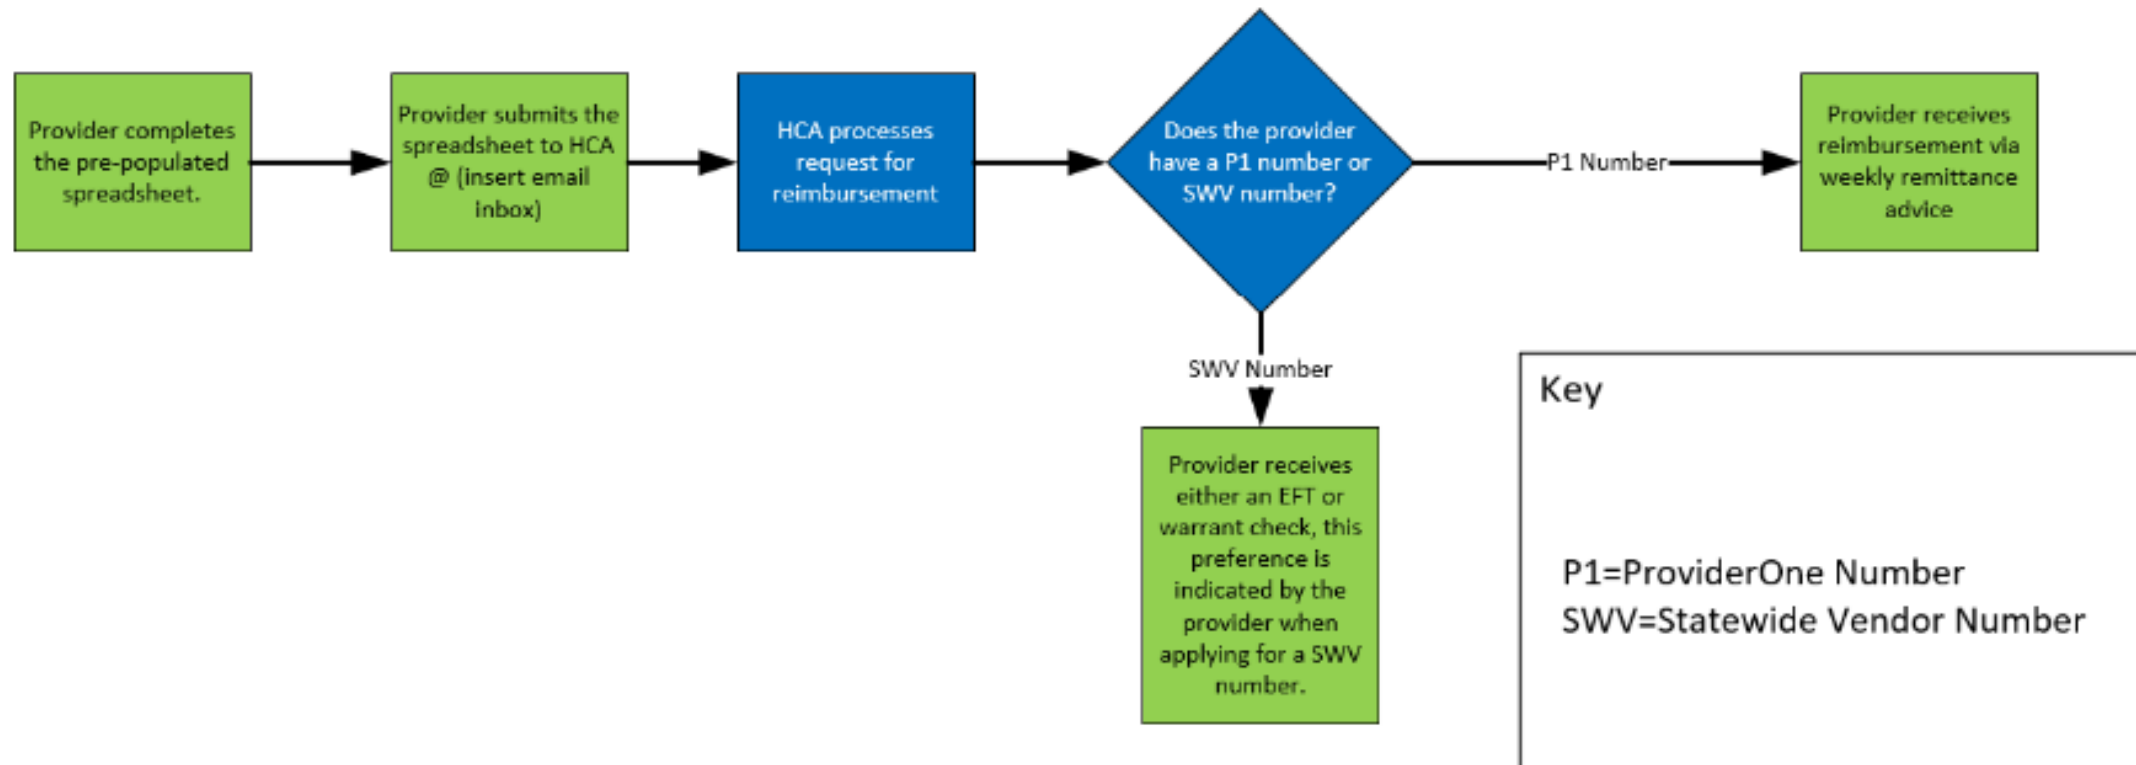 Provider completes
the pre-populated
spreadsheet.
Provider submits the
spreadsheet to HCA
@ (insert email
inbox)
HCA processes
request for
reimbursement
Does the provider
have a P1 number or
SWV number?
P1 Number
Provider receives
reimbursement via
weekly remittance
advice
SWV Number
Provider receives
either an EFT or
warrant check, this
preference is
indicated by the
provider when
applying for a SWV
number.
Key
P1=ProviderOne Number
SWV=Statewide Vendor Number